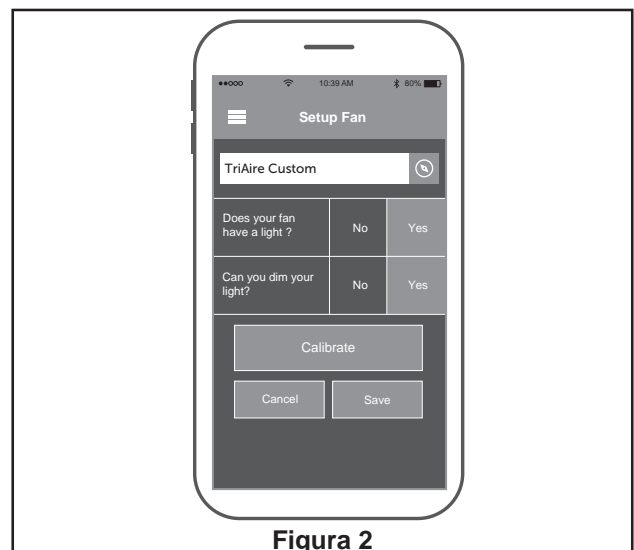 10:39 AM 80%
Setup Fan
TriAire Custom
Does your fan
have a light ?
No Yes
Can you dim your
light?
No Yes
Calibrate
Cancel Save
Figura 2